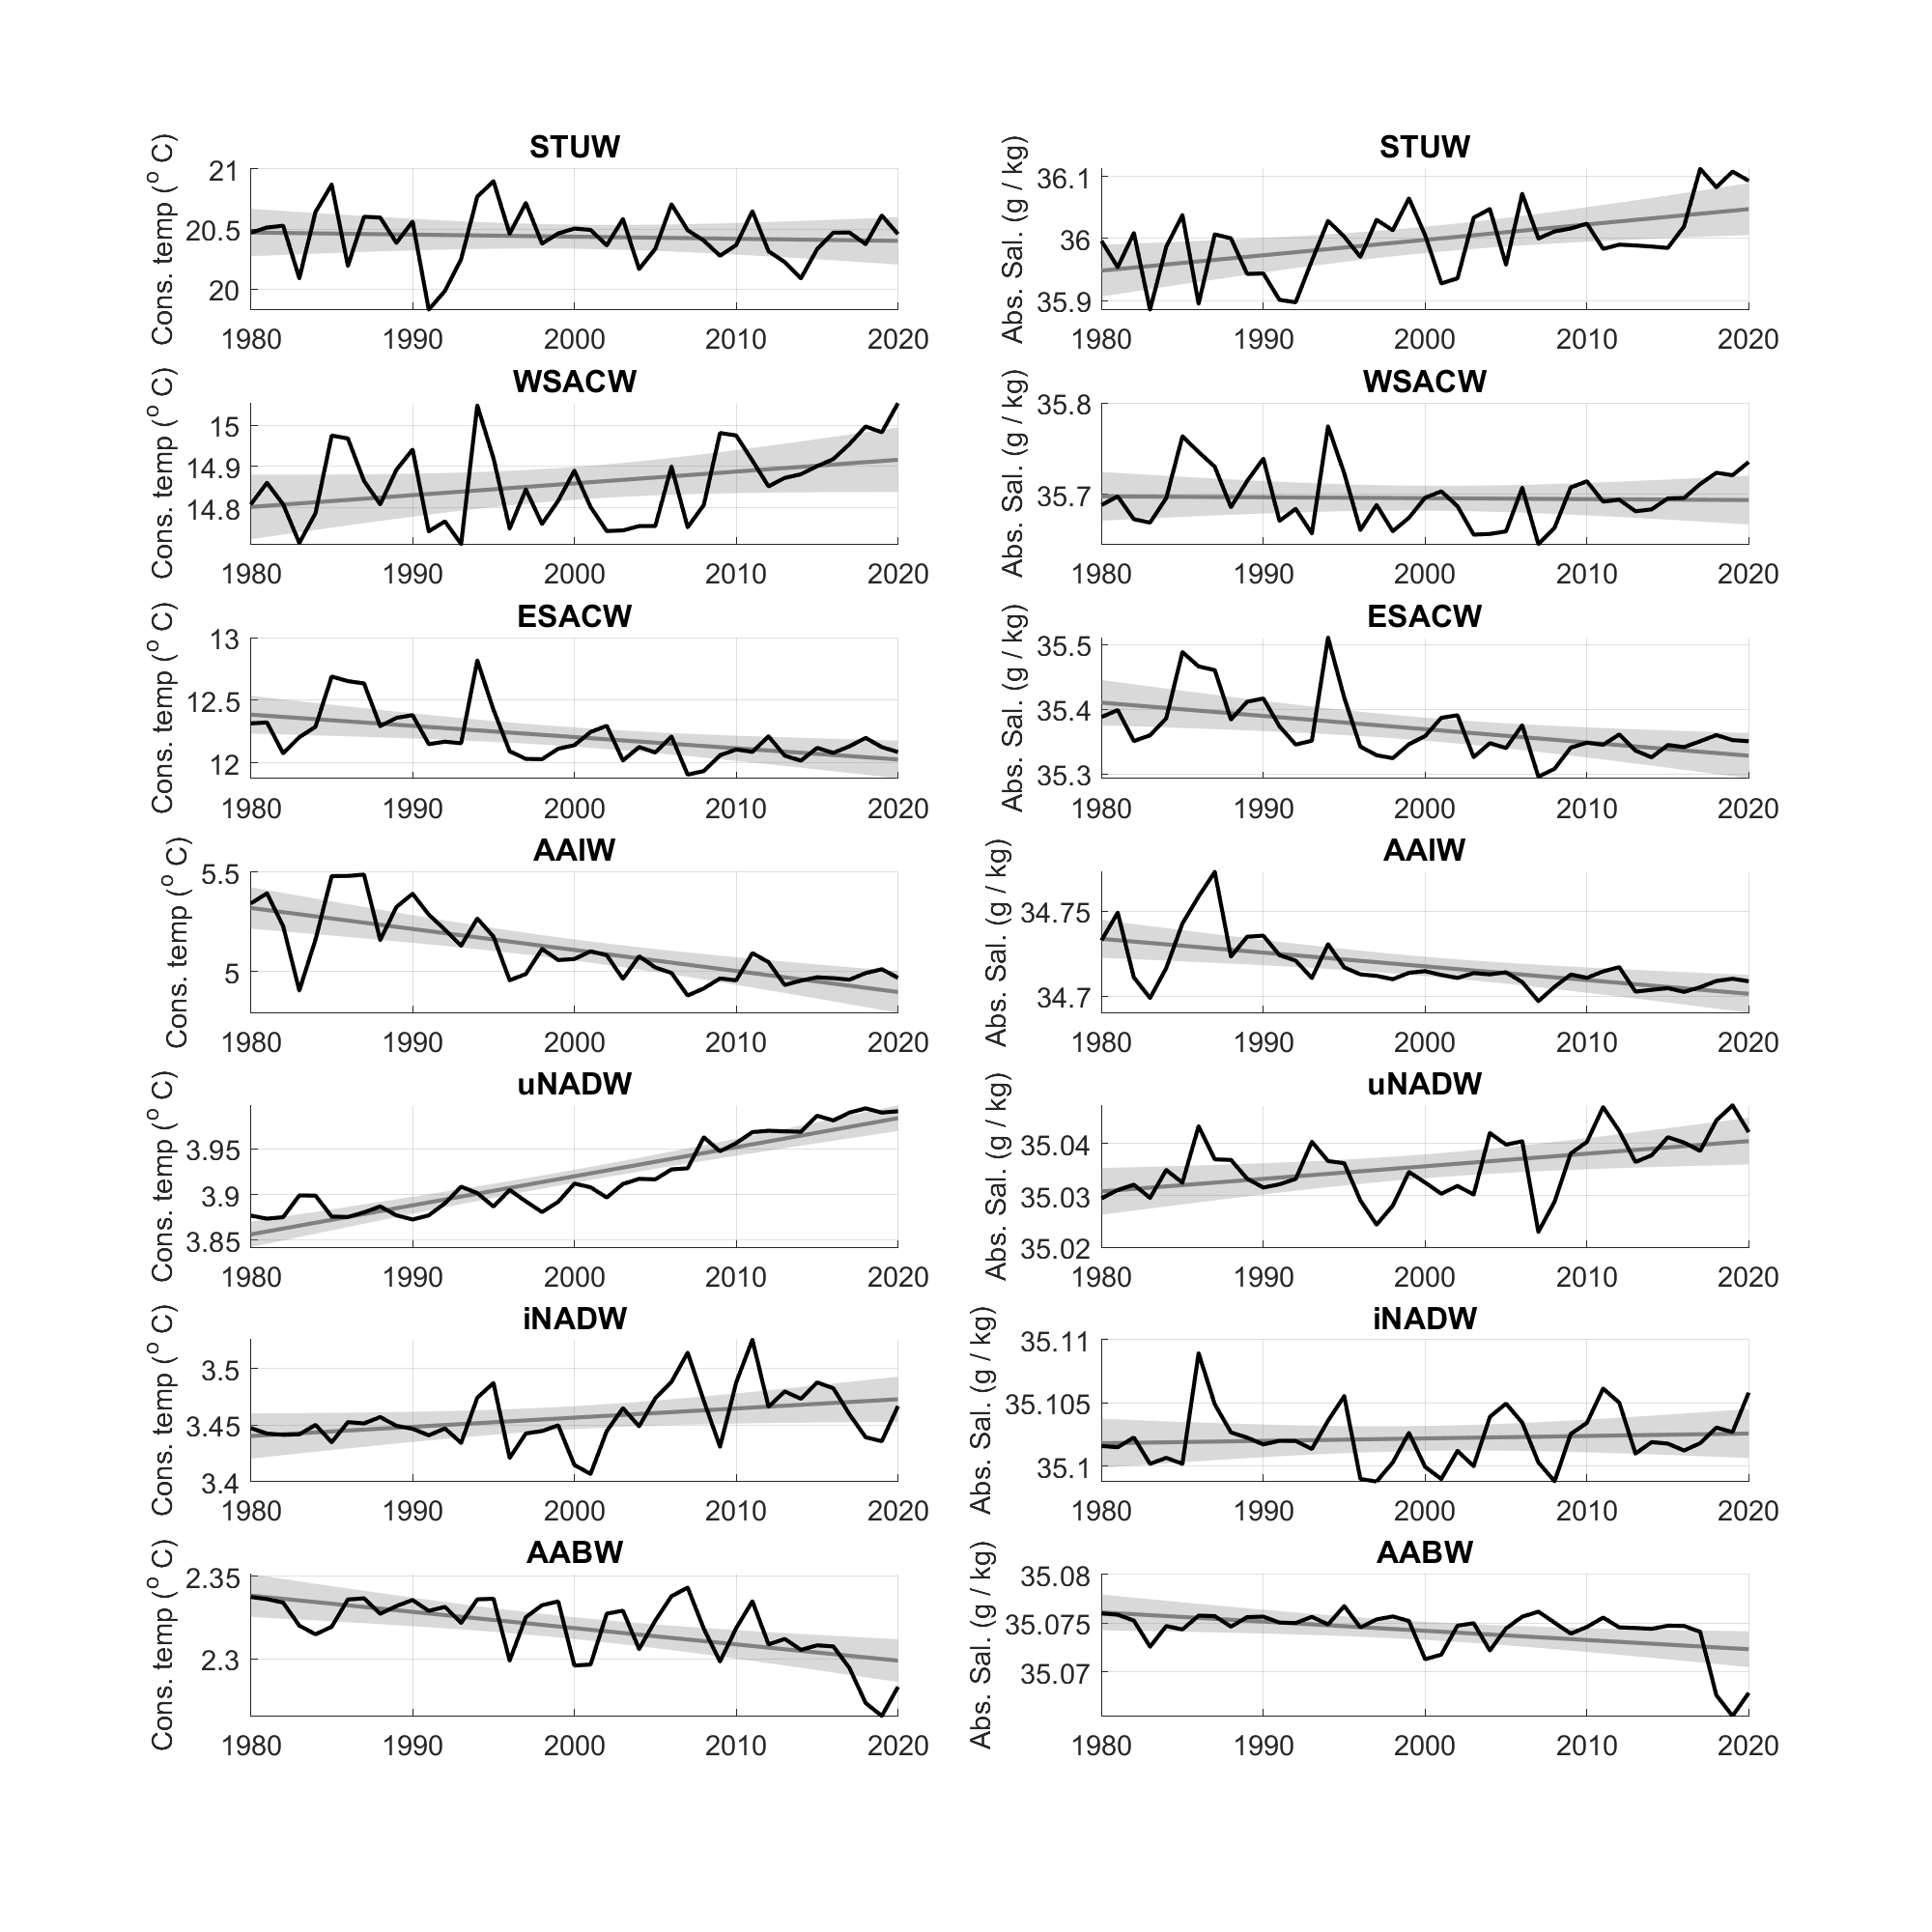 STUW
Cons. temp (° C)
21
20.5
20
1980 1990 2000 2010 2020
STUW
Abs. Sal. (g / kg)
36.1
36
35.9
1980 1990 2000 2010 2020
WSACW
Cons. temp (° C)
15
14.9
14.8
1980 1990 2000 2010 2020
WSACW
Abs. Sal. (g / kg)
35.8
35.7
1980 1990 2000 2010 2020
ESACW
Cons. temp (° C)
13
12.5
12
1980 1990 2000 2010 2020
ESACW
Abs. Sal. (g / kg)
35.5
35.4
35.3
1980 1990 2000 2010 2020
AAIW
Cons. temp (° C)
5.5
5
1980 1990 2000 2010 2020
AAIW
Abs. Sal. (g / kg)
34.75
34.7
1980 1990 2000 2010 2020
uNADW
Cons. temp (° C)
3.95
3.9
3.85
1980 1990 2000 2010 2020
uNADW
Abs. Sal. (g / kg)
35.04
35.03
35.02
1980 1990 2000 2010 2020
iNADW
Cons. temp (° C)
3.5
3.45
3.4
1980 1990 2000 2010 2020
iNADW
Abs. Sal. (g / kg)
35.11
35.105
35.1
1980 1990 2000 2010 2020
AABW
Cons. temp (° C)
2.35
2.3
1980 1990 2000 2010 2020
AABW
Abs. Sal. (g / kg)
35.08
35.075
35.07
1980 1990 2000 2010 2020